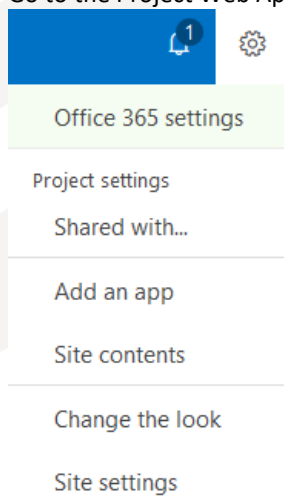 Go to the Project Web Ap
1
Office 365 settings
Project settings
Shared with...
Add an app
Site contents
Change the look
Site settings